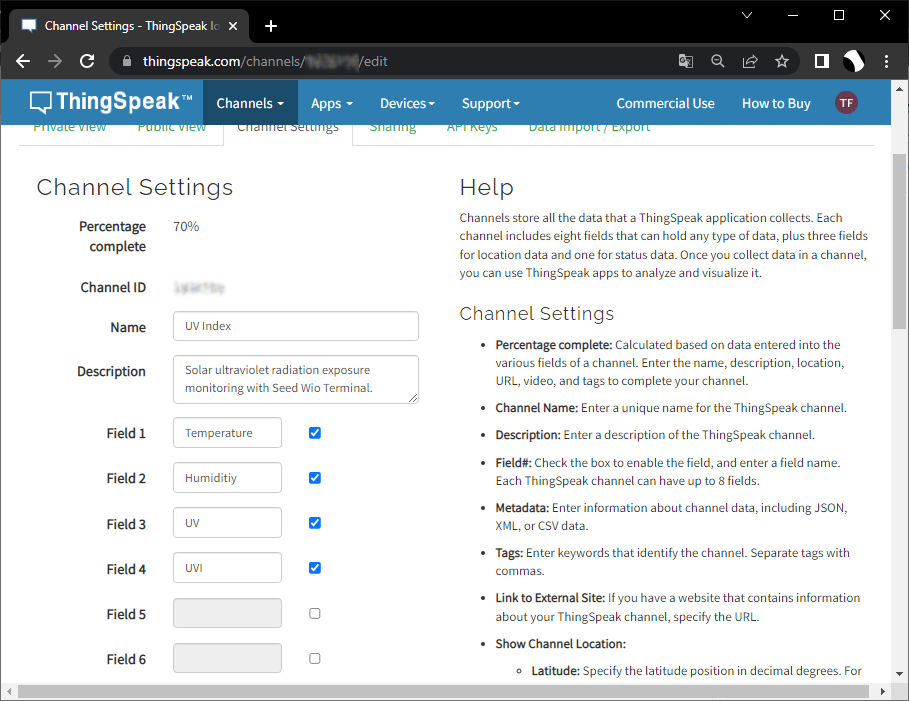 Channel Settings - ThingSpeak Io
thingspeak.com/channels/ /edit
ThingSpeak™ Channels Apps Devices Support Commercial Use How to Buy TF
Private View Public View Channel Settings Sharing API Keys Data Import / Export
Channel Settings
Percentage
complete
70%
Channel ID
Name
UV Index
Description
Solar ultraviolet radiation exposure
monitoring with Seed Wio Terminal.
Field 1 Temperature
Field 2 Humiditiy
Field 3 UV
Field 4 UVI
Field 5
Field 6
Help
Channels store all the data that a ThingSpeak application collects. Each
channel includes eight fields that can hold any type of data, plus three fields
for location data and one for status data. Once you collect data in a channel,
you can use ThingSpeak apps to analyze and visualize it.
Channel Settings
• Percentage complete: Calculated based on data entered into the
various fields of a channel. Enter the name, description, location,
URL, video, and tags to complete your channel.
• Channel Name: Enter a unique name for the ThingSpeak channel.
• Description: Enter a description of the ThingSpeak channel.
• Field#: Check the box to enable the field, and enter a field name.
Each ThingSpeak channel can have up to 8 fields.
• Metadata: Enter information about channel data, including JSON,
XML, or CSV data.
• Tags: Enter keywords that identify the channel. Separate tags with
commas.
• Link to External Site: If you have a website that contains information
about your ThingSpeak channel, specify the URL.
• Show Channel Location:
◦ Latitude: Specify the latitude position in decimal degrees. For